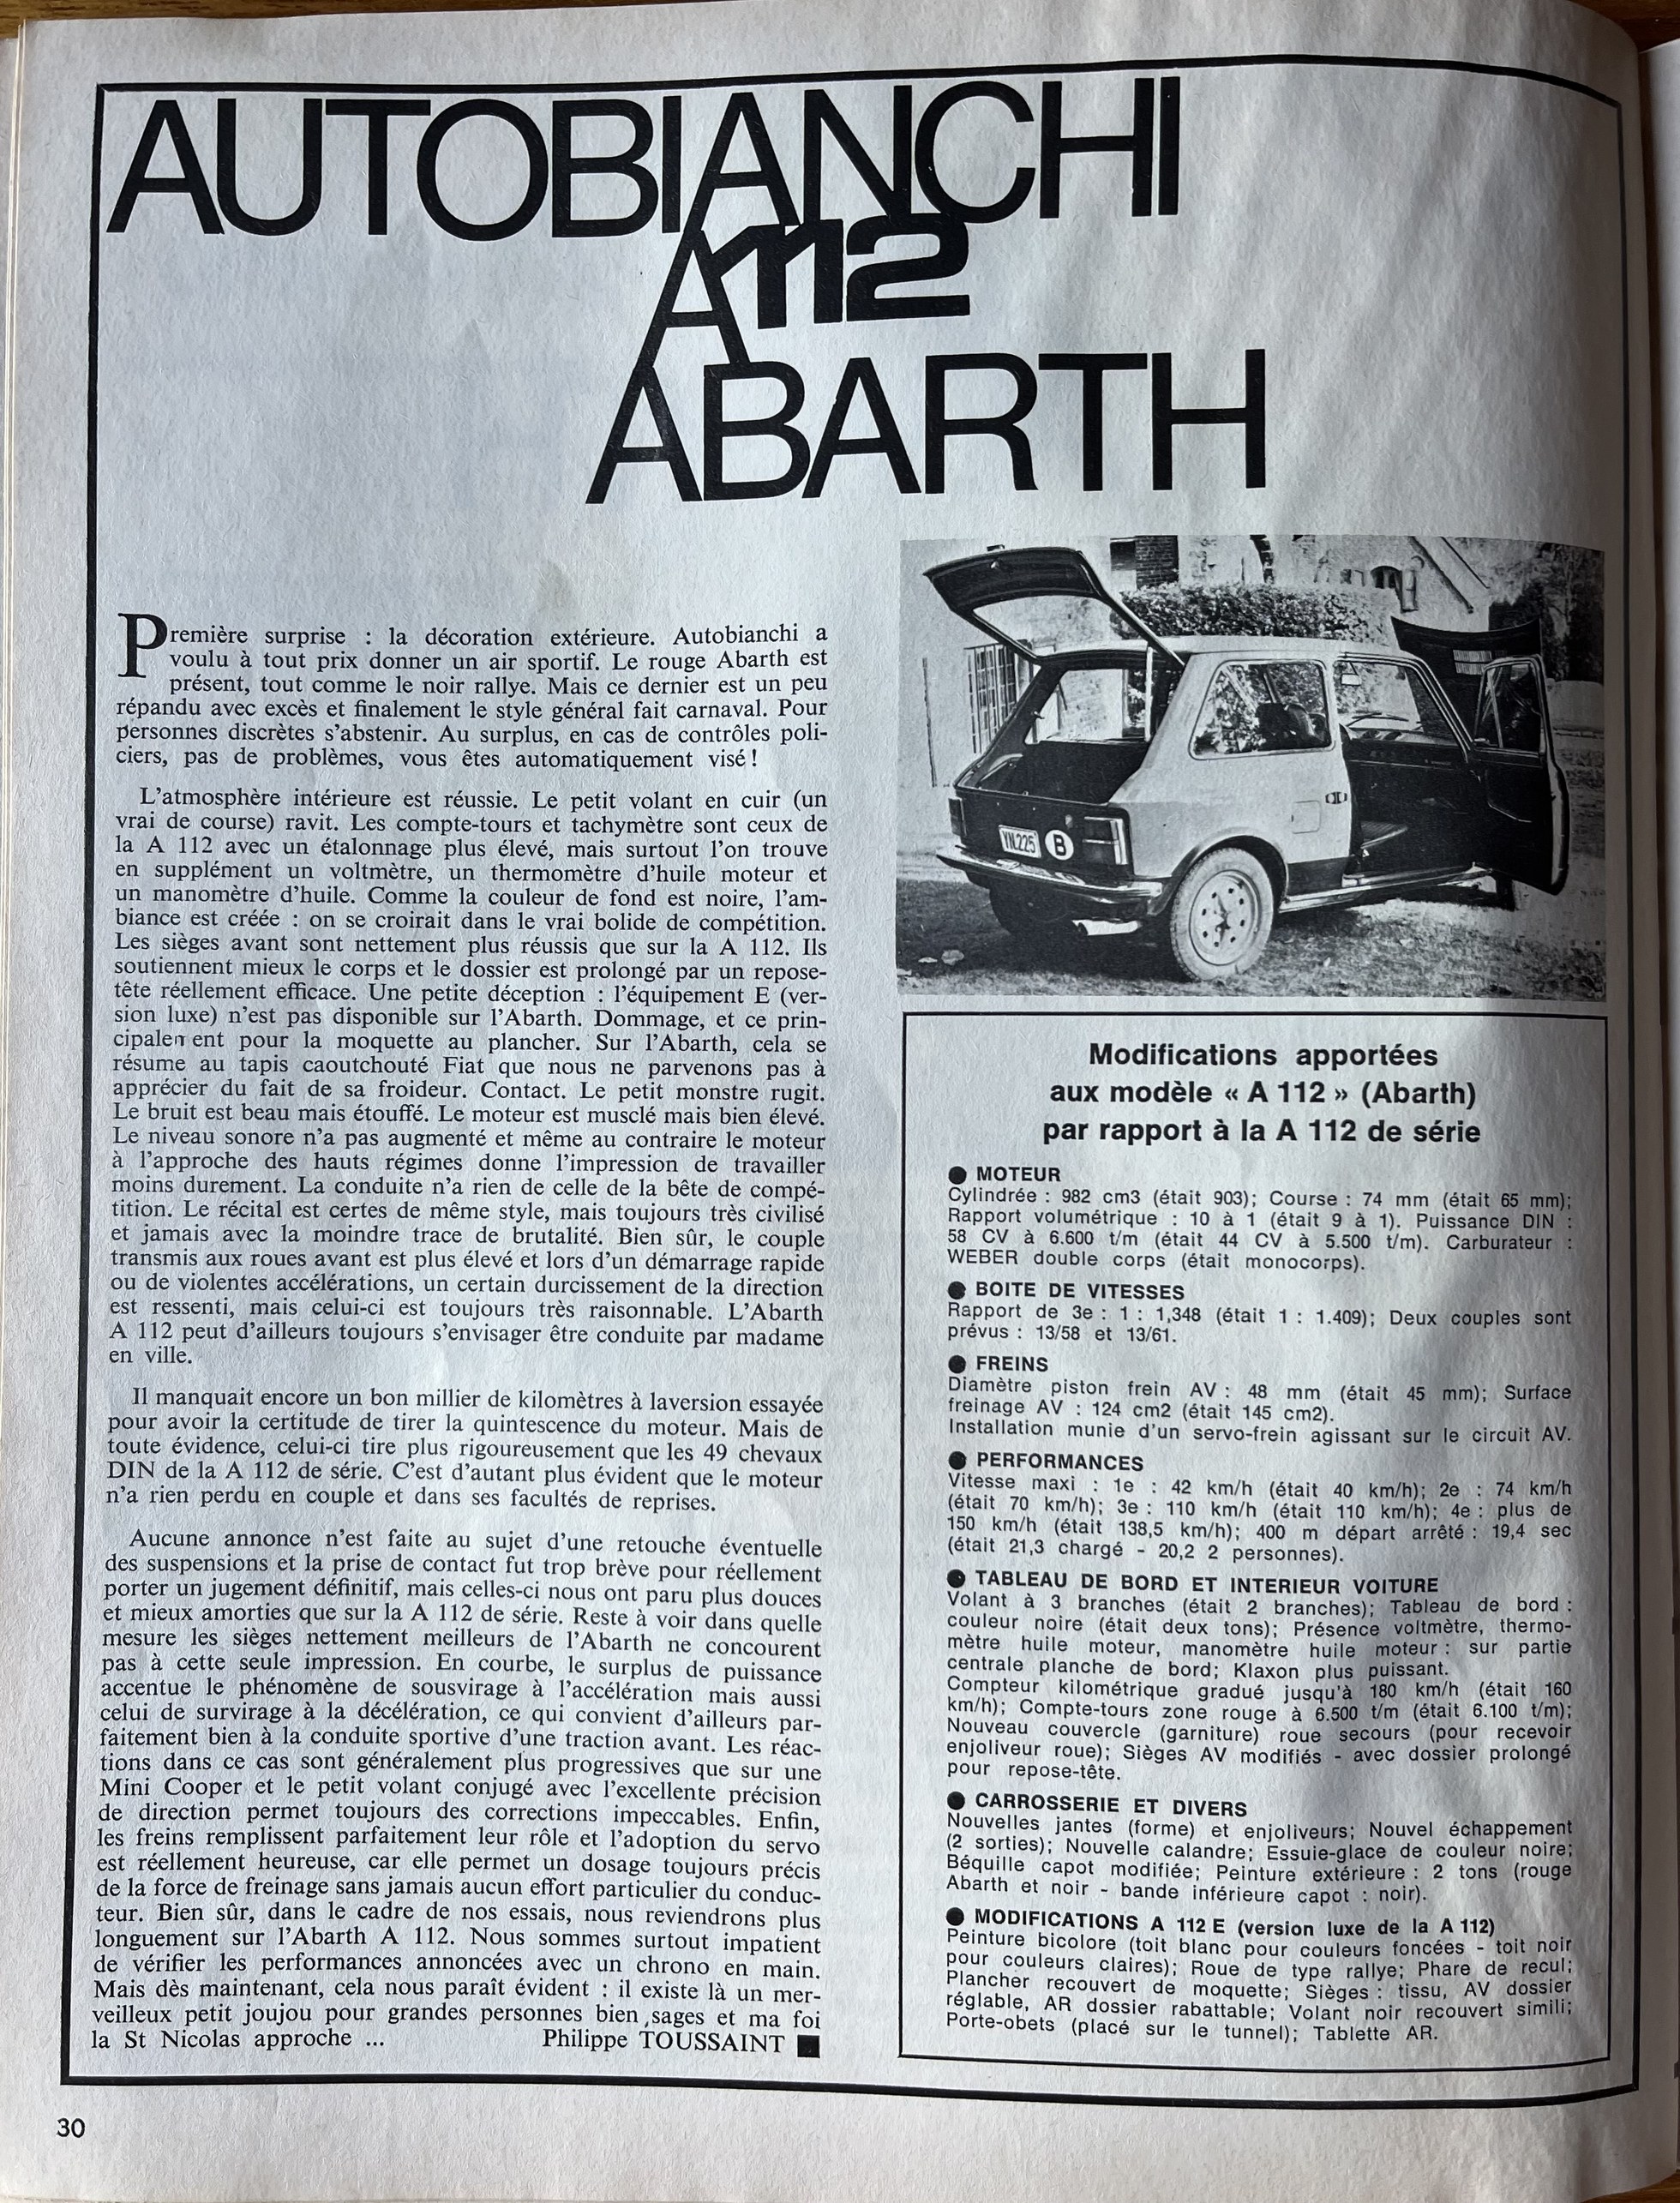 AUTOBIANCHI
A112
ABARTH
Première surprise : la décoration extérieure. Autobianchi a
voulu à tout prix donner un air sportif. Le rouge Abarth est
présent, tout comme le noir rallye. Mais ce dernier est un peu
répandu avec excès et finalement le style général fait carnaval. Pour
personnes discrètes s'abstenir. Au surplus, en cas de contrôles poli-
ciers, pas de problèmes, vous êtes automatiquement visé !
L'atmosphère intérieure est réussie. Le petit volant en cuir (un
vrai de course) ravit. Les compte-tours et tachymètre sont ceux de
la A 112 avec un étalonnage plus élevé, mais surtout l'on trouve
en supplément un voltmètre, un thermomètre d'huile moteur et
un manomètre d'huile. Comme la couleur de fond est noire, l'am-
biance est créée : on se croirait dans le vrai bolide de compétition.
Les sièges avant sont nettement plus réussis que sur la A 112. Ils
soutiennent mieux le corps et le dossier est prolongé par un repose-
tête réellement efficace. Une petite déception : l'équipement E (ver-
sion luxe) n'est pas disponible sur l'Abarth. Dommage, et ce prin-
cipalement pour la moquette au plancher. Sur l'Abarth, cela se
résume au tapis caoutchouté Fiat que nous ne parvenons pas à
apprécier du fait de sa froideur. Contact. Le petit monstre rugit.
Le bruit est beau mais étouffé. Le moteur est musclé mais bien élevé.
Le niveau sonore n'a pas augmenté et même au contraire le moteur
à l'approche des hauts régimes donne l'impression de travailler
moins durement. La conduite n'a rien de celle de la bête de compé-
tition. Le récital est certes de même style, mais toujours très civilisé
et jamais avec la moindre trace de brutalité. Bien sûr, le couple
transmis aux roues avant est plus élevé et lors d'un démarrage rapide
ou de violentes accélérations, un certain durcissement de la direction
est ressenti, mais celui-ci est toujours très raisonnable. L'Abarth
A 112 peut d'ailleurs toujours s'envisager être conduite par madame
en ville.
Il manquait encore un bon millier de kilomètres à laversion essayée
pour avoir la certitude de tirer la quintescence du moteur. Mais de
toute évidence, celui-ci tire plus rigoureusement que les 49 chevaux
DIN de la A 112 de série. C'est d'autant plus évident que le moteur
n'a rien perdu en couple et dans ses facultés de reprises.
Aucune annonce n'est faite au sujet d'une retouche éventuelle
des suspensions et la prise de contact fut trop brève pour réellement
porter un jugement définitif, mais celles-ci nous ont paru plus douces
et mieux amorties que sur la A 112 de série. Reste à voir dans quelle
mesure les sièges nettement meilleurs de l'Abarth ne concourent
pas à cette seule impression. En courbe, le surplus de puissance
accentue le phénomène de sousvirage à l'accélération mais aussi
celui de survirage à la décélération, ce qui convient d'ailleurs par-
faitement bien à la conduite sportive d'une traction avant. Les réac-
tions dans ce cas sont généralement plus progressives que sur une
Mini Cooper et le petit volant conjugé avec l'excellente précision
de direction permet toujours des corrections impeccables. Enfin,
les freins remplissent parfaitement leur rôle et l'adoption du servo
est réellement heureuse, car elle permet un dosage toujours précis
de la force de freinage sans jamais aucun effort particulier du conduc-
teur. Bien sûr, dans le cadre de nos essais, nous reviendrons plus
longuement sur l'Abarth A 112. Nous sommes surtout impatient
de vérifier les performances annoncées avec un chrono en main.
Mais dès maintenant, cela nous paraît évident : il existe là un mer-
veilleux petit joujou pour grandes personnes bien sages et ma foi
la St Nicolas approche ... Philippe TOUSSAINT
YN.225
B
Modifications apportées
aux modèle « A 112 » (Abarth)
par rapport à la A 112 de série
● MOTEUR
Cylindrée : 982 cm3 (était 903); Course : 74 mm (était 65 mm);
Rapport volumétrique : 10 à 1 (était 9 à 1). Puissance DIN :
58 CV à 6.600 t/m (était 44 CV à 5.500 t/m). Carburateur :
WEBER double corps (était monocorps).
● BOITE DE VITESSES
Rapport de 3e : 1 : 1,348 (était 1 : 1.409); Deux couples sont
prévus : 13/58 et 13/61.
● FREINS
Diamètre piston frein AV : 48 mm (était 45 mm); Surface
freinage AV : 124 cm2 (était 145 cm2).
Installation munie d'un servo-frein agissant sur le circuit AV.
● PERFORMANCES
Vitesse maxi : 1e : 42 km/h (était 40 km/h); 2e : 74 km/h
(était 70 km/h); 3e : 110 km/h (était 110 km/h); 4e : plus de
150 km/h (était 138,5 km/h); 400 m départ arrêté : 19,4 sec
(était 21,3 chargé - 20,2 2 personnes).
● TABLEAU DE BORD ET INTERIEUR VOITURE
Volant à 3 branches (était 2 branches); Tableau de bord :
couleur noire (était deux tons); Présence voltmètre, thermo-
mètre huile moteur, manomètre huile moteur : sur partie
centrale planche de bord; Klaxon plus puissant.
Compteur kilométrique gradué jusqu'à 180 km/h (était 160
km/h); Compte-tours zone rouge à 6.500 t/m (était 6.100 t/m);
Nouveau couvercle (garniture) roue secours (pour recevoir
enjoliveur roue); Sièges AV modifiés - avec dossier prolongé
pour repose-tête.
● CARROSSERIE ET DIVERS
Nouvelles jantes (forme) et enjoliveurs; Nouvel échappement
(2 sorties); Nouvelle calandre; Essuie-glace de couleur noire;
Béquille capot modifiée; Peinture extérieure : 2 tons (rouge
Abarth et noir - bande inférieure capot : noir).
● MODIFICATIONS A 112 E (version luxe de la A 112)
Peinture bicolore (toit blanc pour couleurs foncées - toit noir
pour couleurs claires); Roue de type rallye; Phare de recul;
Plancher recouvert de moquette; Sièges : tissu, AV dossier
réglable, AR dossier rabattable; Volant noir recouvert simili;
Porte-obets (placé sur le tunnel); Tablette AR.
30